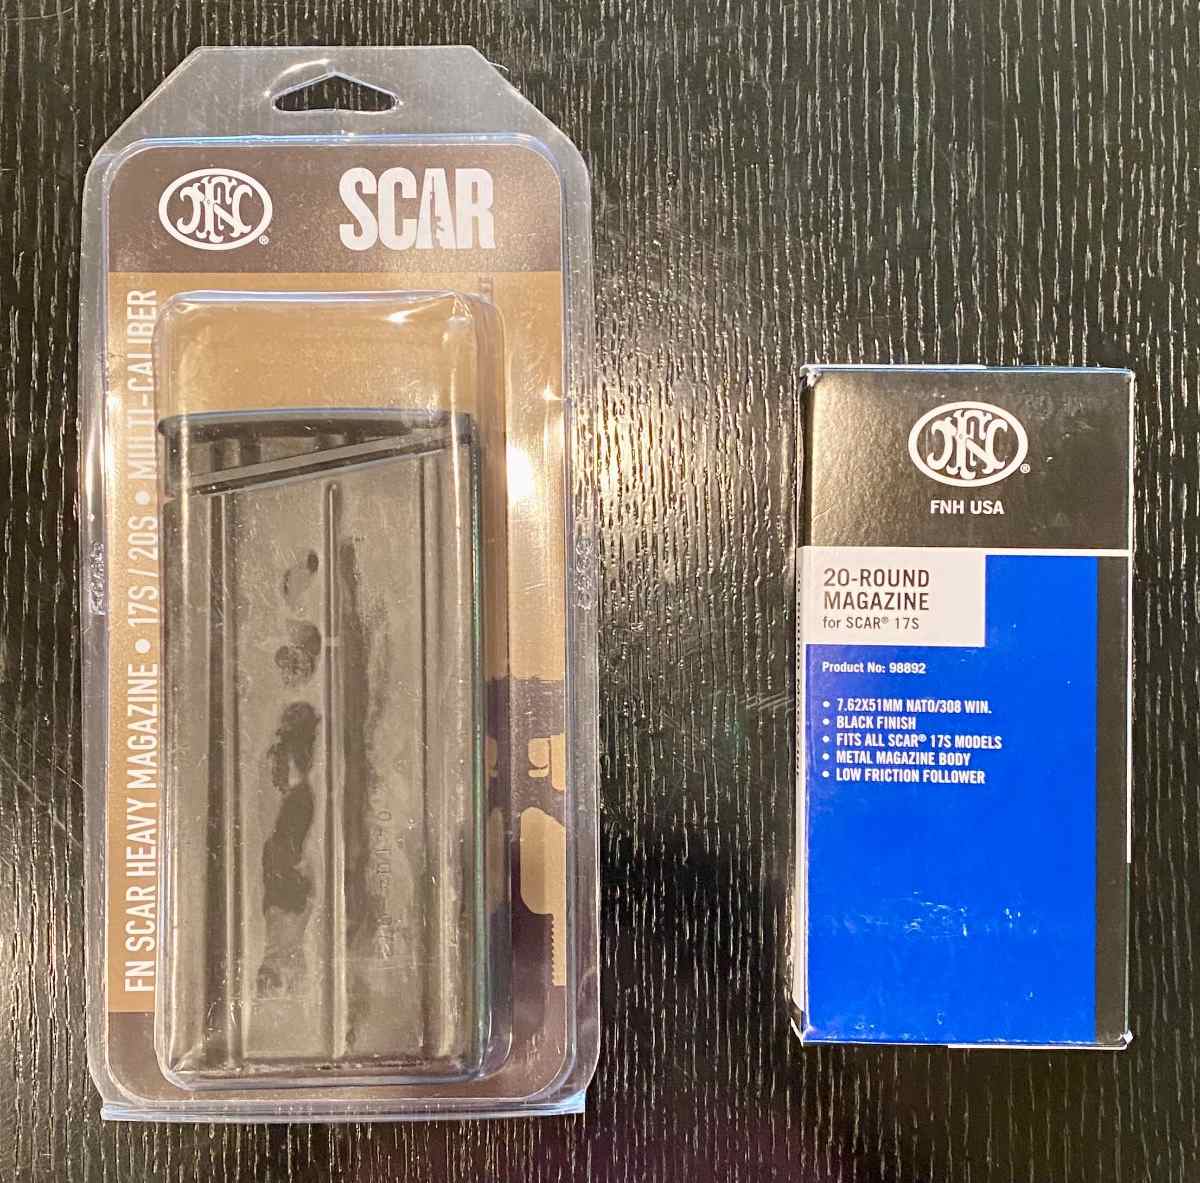 FN
SCAR
FN SCAR HEAVY MAGAZINE • 17S / 20S • MULTI-CALIBER
FN
FNH USA
20-ROUND
MAGAZINE
for SCAR® 17S
Product No: 98892
• 7.62X51MM NATO/308 WIN.
• BLACK FINISH
• FITS ALL SCAR® 17S MODELS
• METAL MAGAZINE BODY
• LOW FRICTION FOLLOWER